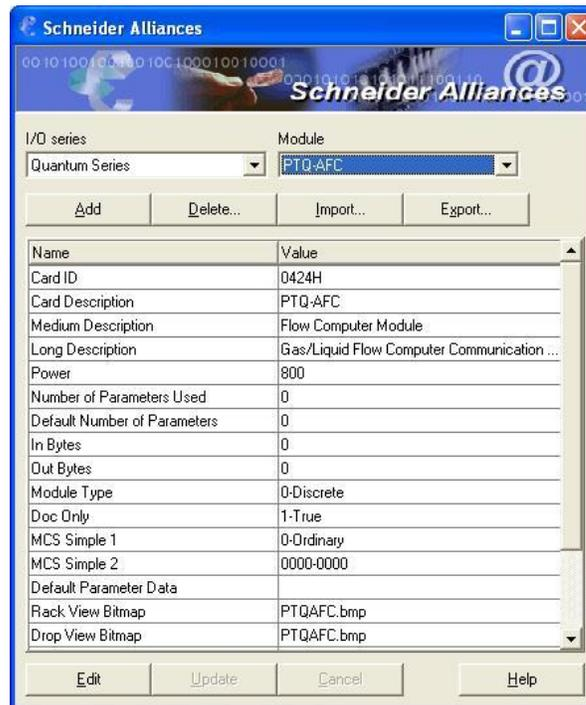 Schneider Alliances
Schneider Alliances
I/O series Module
Quantum Series PTQ-AFC
Add Delete... Import... Export...
Name Value
Card ID 0424H
Card Description PTQ-AFC
Medium Description Flow Computer Module
Long Description Gas/Liquid Flow Computer Communication ...
Power 800
Number of Parameters Used 0
Default Number of Parameters 0
In Bytes 0
Out Bytes 0
Module Type 0-Discrete
Doc Only 1-True
MCS Simple 1 0-Ordinary
MCS Simple 2 0000-0000
Default Parameter Data
Rack View Bitmap PTQAFC.bmp
Drop View Bitmap PTQAFC.bmp
Edit Update Cancel Help